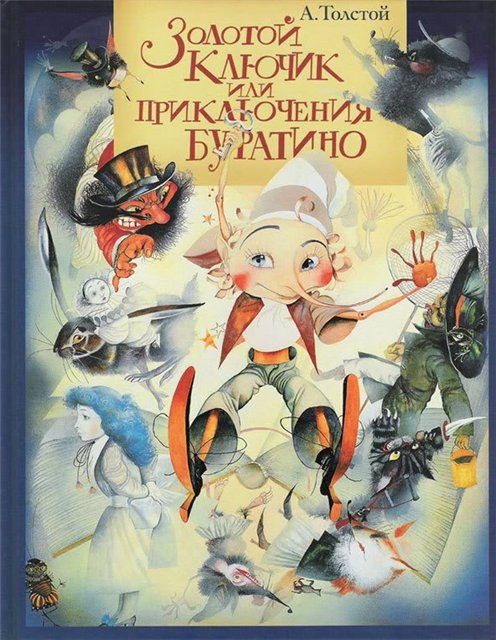 А. Толстой
Золотой
Ключик
или
приключения
Буратино